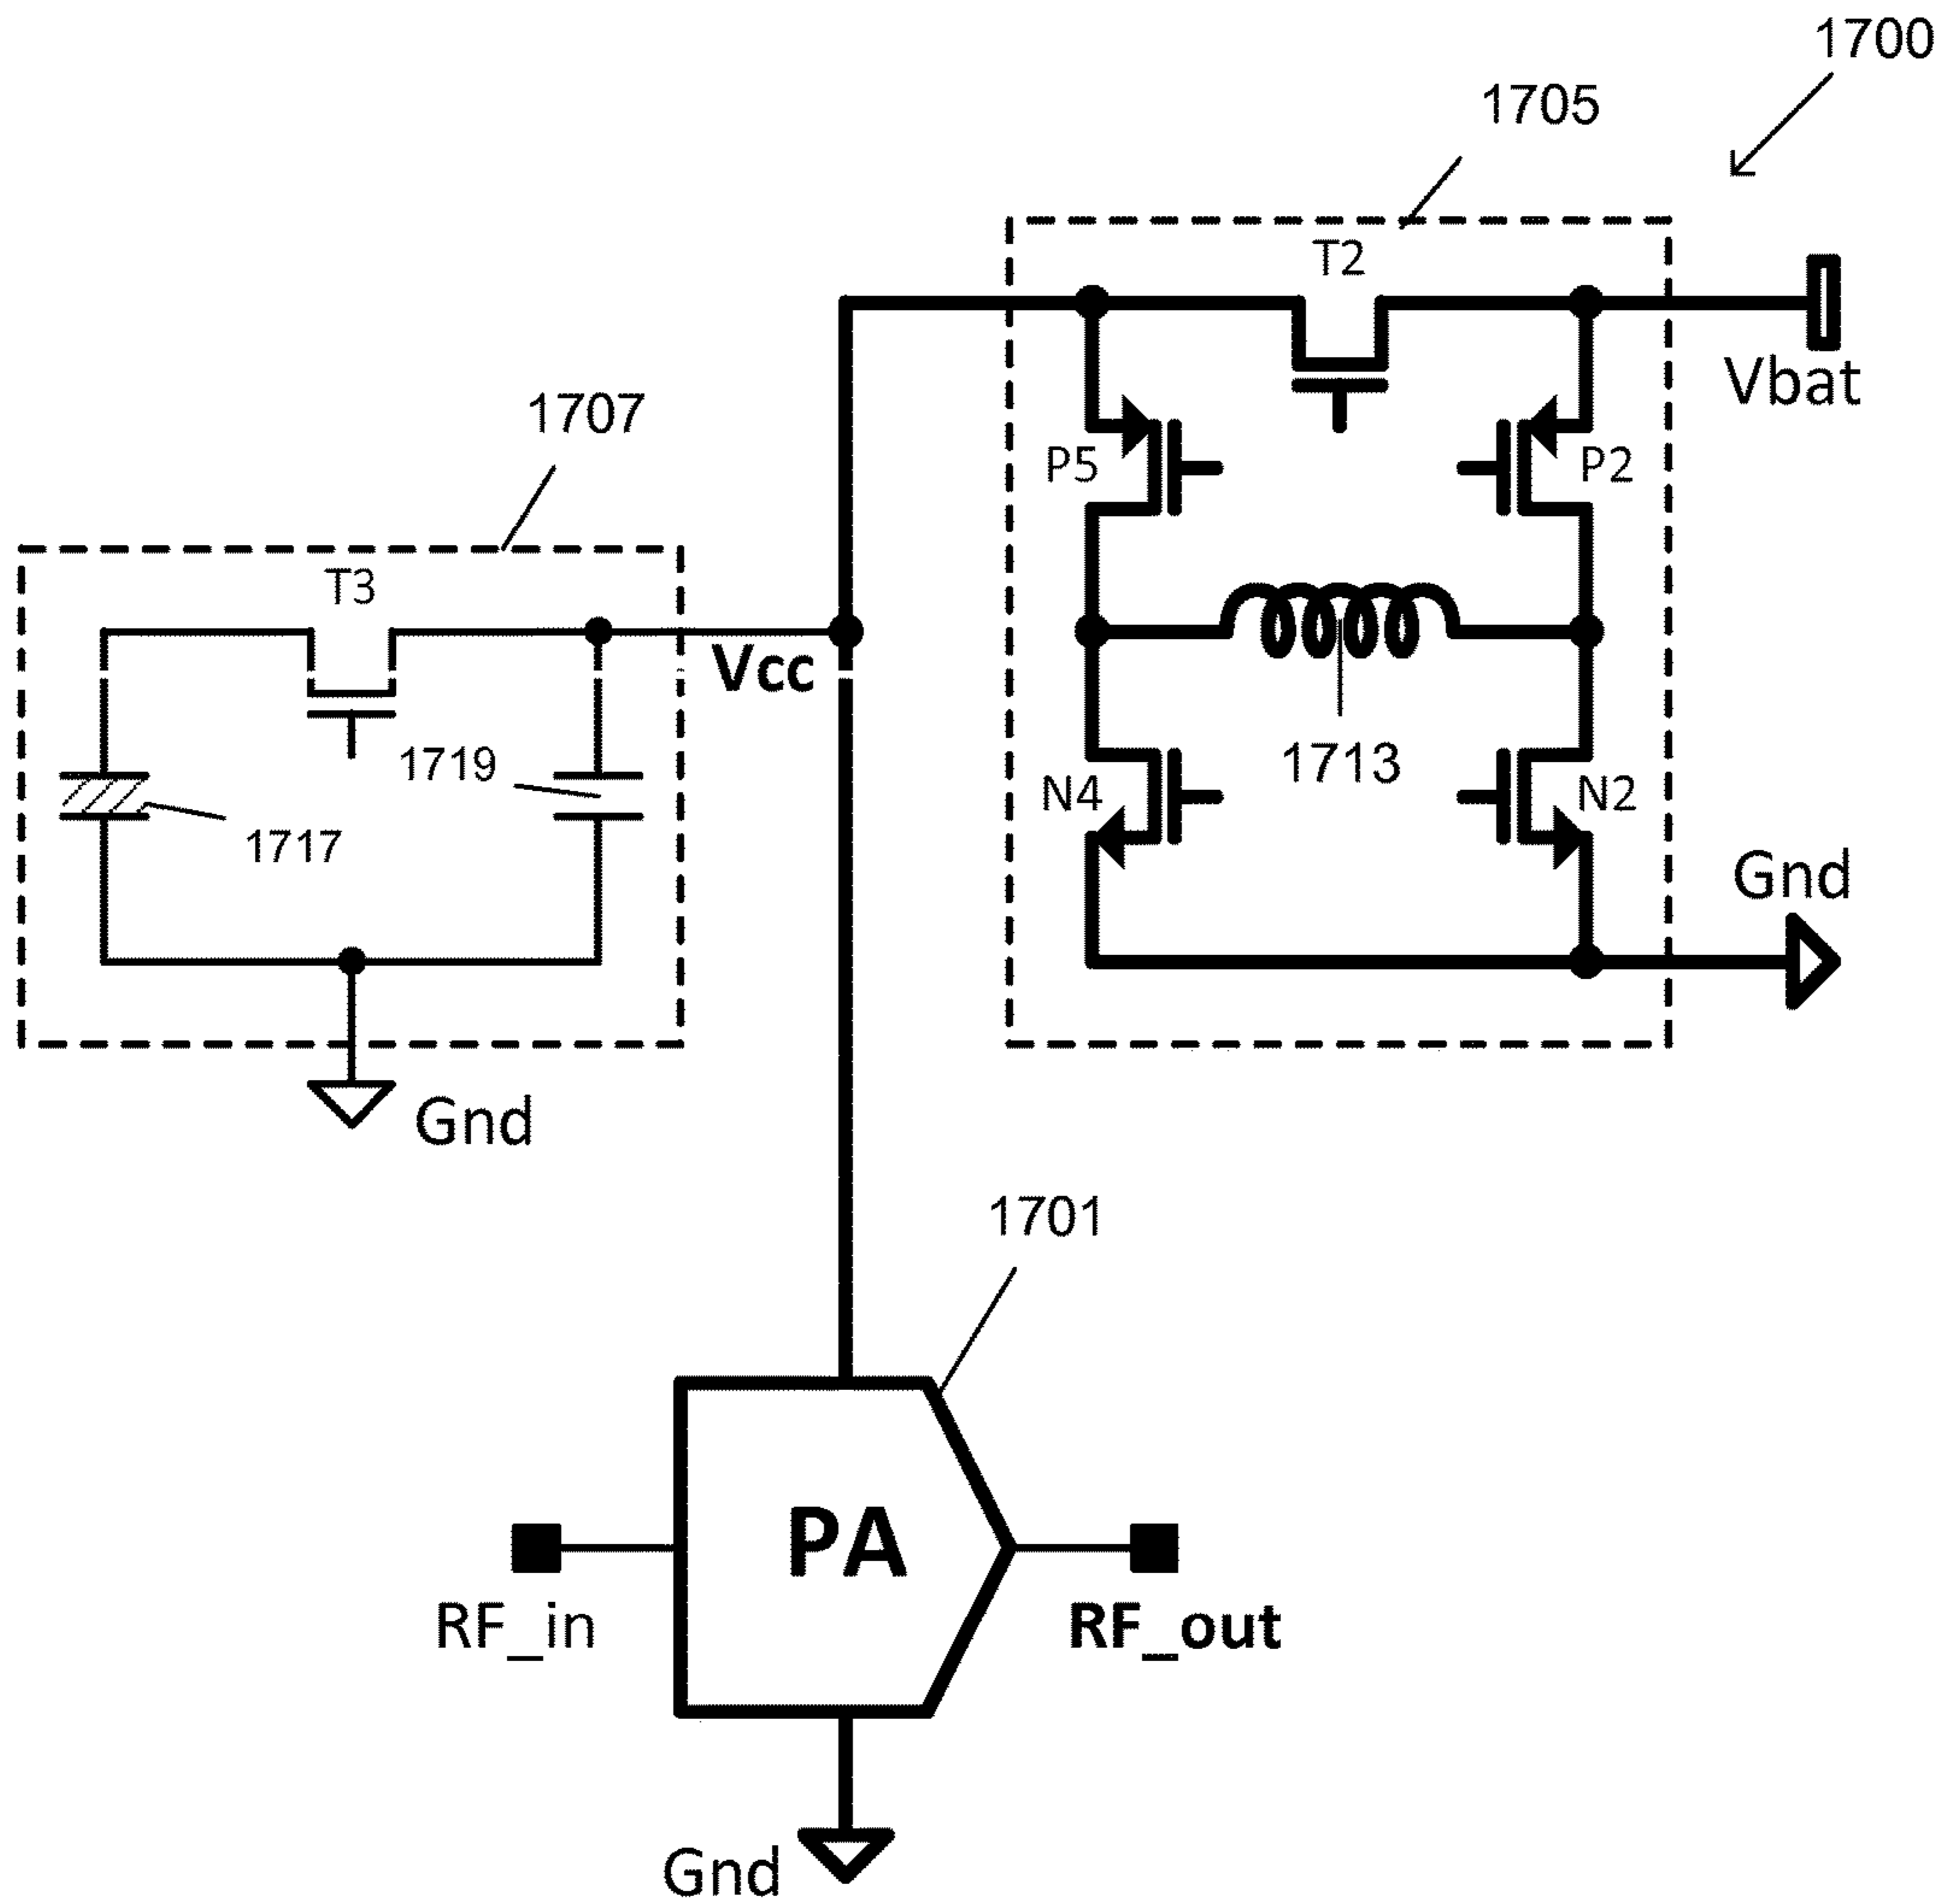 1700
1705
T2
Vbat
1707
P5
P2
T3
Vcc
1719
1713
N4
N2
1717
Gnd
Gnd
1701
PA
RF_in
RF_out
Gnd